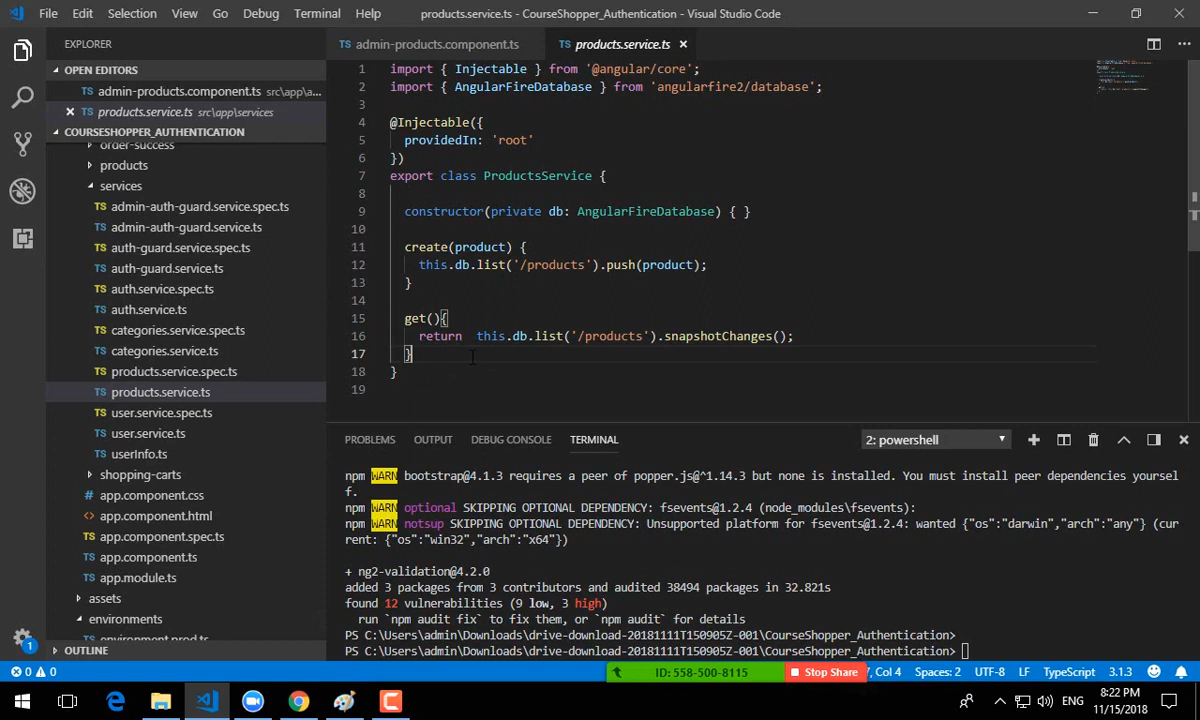 File Edit Selection View Go Debug Terminal Help products.service.ts - CourseShopper_Authentication - Visual Studio Code
EXPLORER
OPEN EDITORS
TS admin-products.component.ts src\app\a...
× TS products.service.ts src\app\services
COURSESHOPPER_AUTHENTICATION
order-success
products
services
TS admin-auth-guard.service.spec.ts
TS admin-auth-guard.service.ts
TS auth-guard.service.spec.ts
TS auth-guard.service.ts
TS auth.service.spec.ts
TS auth.service.ts
TS categories.service.spec.ts
TS categories.service.ts
TS products.service.spec.ts
TS products.service.ts
TS user.service.spec.ts
TS user.service.ts
TS userInfo.ts
shopping-carts
# app.component.css
<> app.component.html
TS app.component.spec.ts
TS app.component.ts
TS app.module.ts
assets
environments
environment.prod.ts
OUTLINE
TS admin-products.component.ts TS products.service.ts ×
1 import { Injectable } from '@angular/core';
2 import { AngularFireDatabase } from 'angularfire2/database';
3
4 @Injectable({
5 providedIn: 'root'
6 })
7 export class ProductsService {
8
9 constructor(private db: AngularFireDatabase) { }
10
11 create(product) {
12 this.db.list('/products').push(product);
13 }
14
15 get(){
16 return  this.db.list('/products').snapshotChanges();
17 }
18 }
19
PROBLEMS OUTPUT DEBUG CONSOLE TERMINAL 2: powershell
npm WARN bootstrap@4.1.3 requires a peer of popper.js@^1.14.3 but none is installed. You must install peer dependencies yoursel
f.
npm WARN optional SKIPPING OPTIONAL DEPENDENCY: fsevents@1.2.4 (node_modules\fsevents):
npm WARN notsup SKIPPING OPTIONAL DEPENDENCY: Unsupported platform for fsevents@1.2.4: wanted {"os":"darwin","arch":"any"} (cur
rent: {"os":"win32","arch":"x64"})
+ ng2-validation@4.2.0
added 3 packages from 3 contributors and audited 38494 packages in 32.821s
found 12 vulnerabilities (9 low, 3 high)
run `npm audit fix` to fix them, or `npm audit` for details
PS C:\Users\admin\Downloads\drive-download-20181111T150905Z-001\CourseShopper_Authentication>
PS C:\Users\admin\Downloads\drive-download-20181111T150905Z-001\CourseShopper_Authentication>
1
0 0 ID: 558-500-8115 Stop Share 7, Col 4 Spaces: 2 UTF-8 LF TypeScript 3.1.3
ENG
8:22 PM
11/15/2018